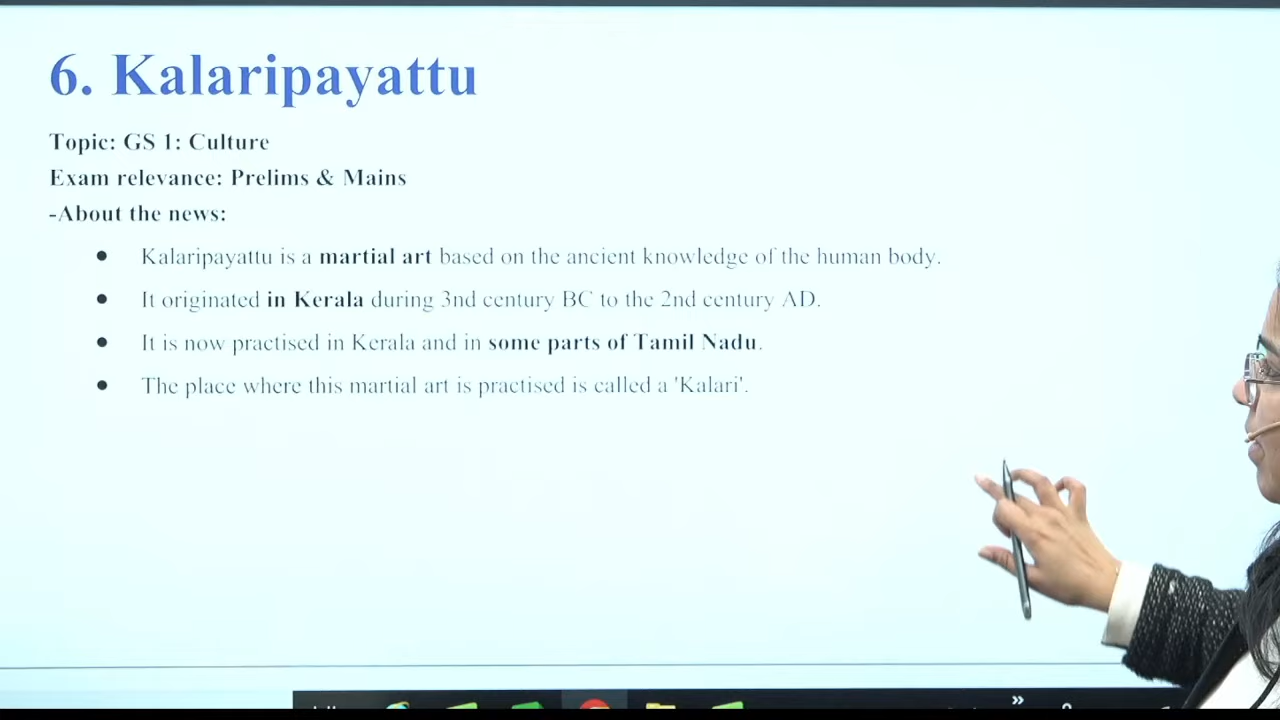 6. Kalaripayattu
Topic: GS 1: Culture
Exam relevance: Prelims & Mains
-About the news:
● Kalaripayattu is a martial art based on the ancient knowledge of the human body.
● It originated in Kerala during 3nd century BC to the 2nd century AD.
● It is now practised in Kerala and in some parts of Tamil Nadu.
● The place where this martial art is practised is called a 'Kalari'.